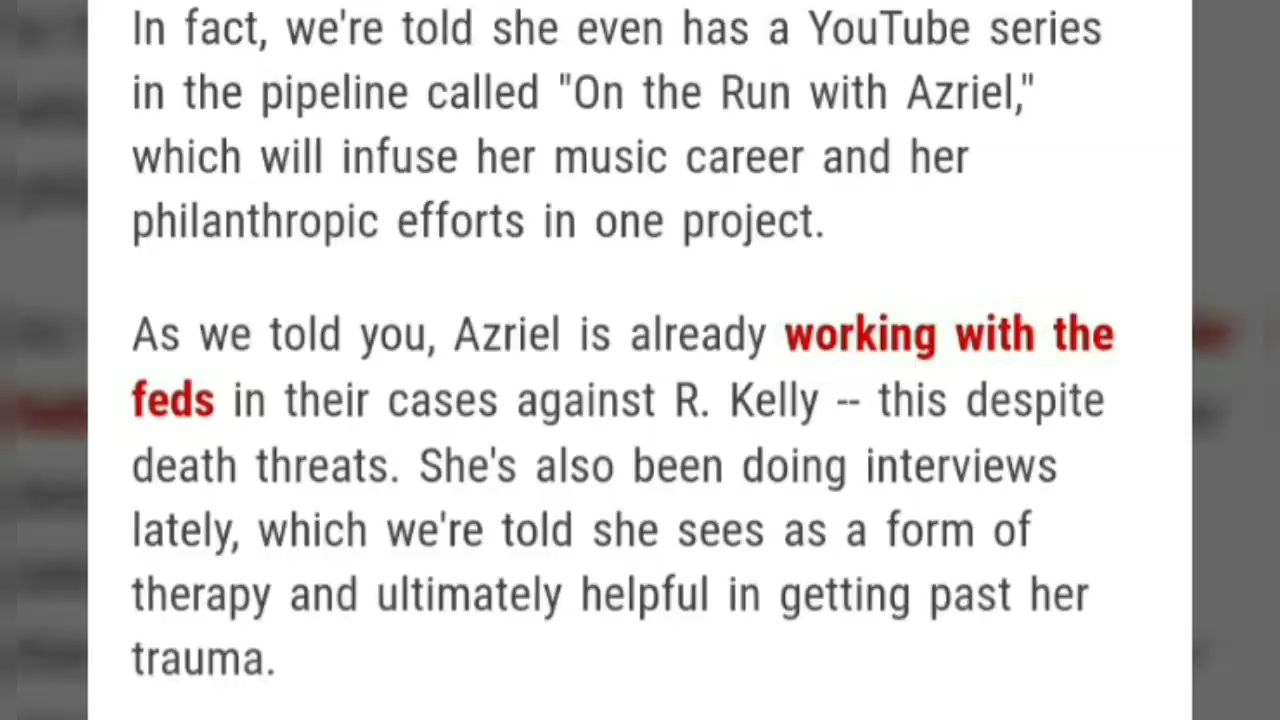 In fact, we're told she even has a YouTube series
in the pipeline called "On the Run with Azriel,"
which will infuse her music career and her
philanthropic efforts in one project.
As we told you, Azriel is already working with the
feds in their cases against R. Kelly -- this despite
death threats. She's also been doing interviews
lately, which we're told she sees as a form of
therapy and ultimately helpful in getting past her
trauma.